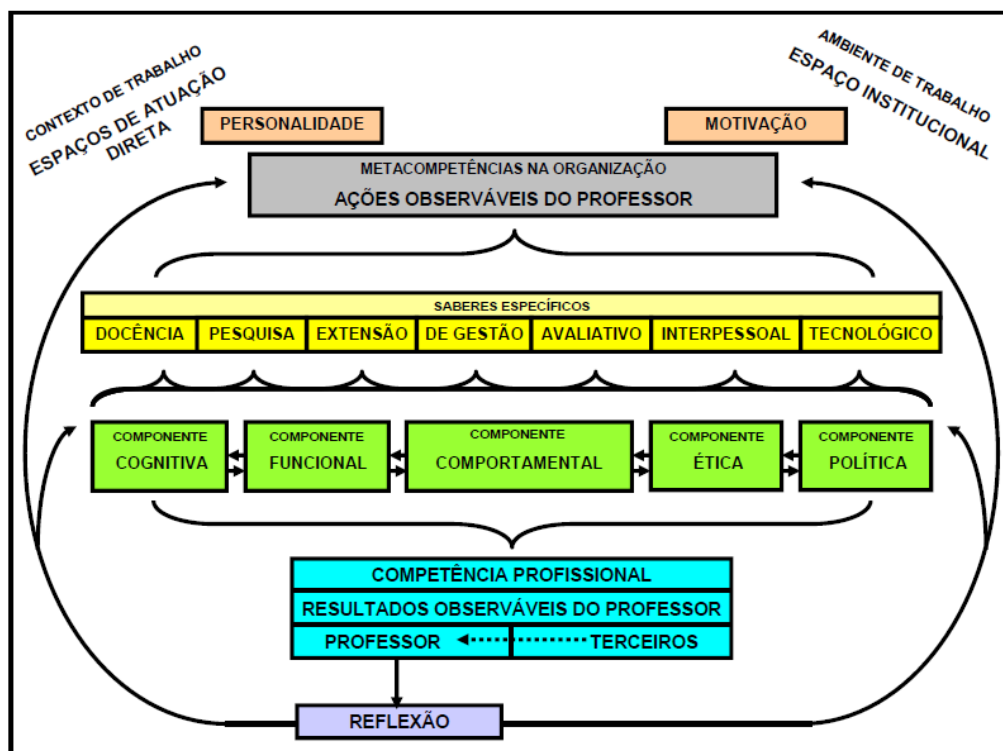 CONTEXTO DE TRABALHO
ESPAÇOS DE ATUAÇÃO
DIRETA
AMBIENTE DE TRABALHO
ESPAÇO INSTITUCIONAL
PERSONALIDADE
MOTIVAÇÃO
METACOMPETÊNCIAS NA ORGANIZAÇÃO
AÇÕES OBSERVÁVEIS DO PROFESSOR
SABERES ESPECÍFICOS
DOCÊNCIA PESQUISA EXTENSÃO DE GESTÃO AVALIATIVO INTERPESSOAL TECNOLÓGICO
COMPONENTE
COGNITIVA
COMPONENTE
FUNCIONAL
COMPONENTE
COMPORTAMENTAL
COMPONENTE
ÉTICA
COMPONENTE
POLÍTICA
COMPETÊNCIA PROFISSIONAL
RESULTADOS OBSERVÁVEIS DO PROFESSOR
PROFESSOR TERCEIROS
REFLEXÃO